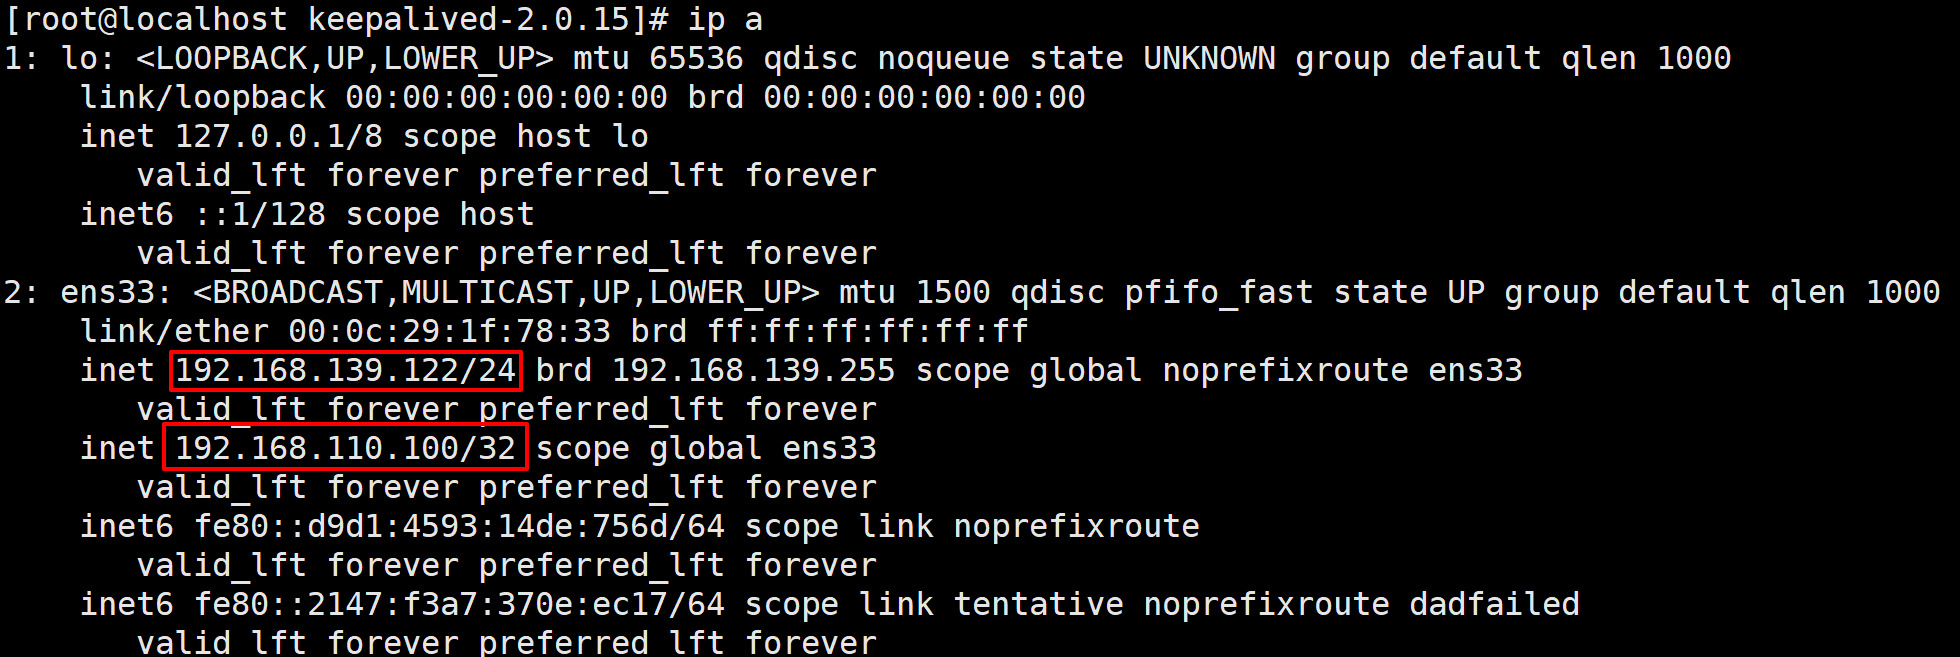 [root@localhost keepalived-2.0.15]# ip a
1: lo: <LOOPBACK,UP,LOWER_UP> mtu 65536 qdisc noqueue state UNKNOWN group default qlen 1000
    link/loopback 00:00:00:00:00:00 brd 00:00:00:00:00:00
    inet 127.0.0.1/8 scope host lo
       valid_lft forever preferred_lft forever
    inet6 ::1/128 scope host
       valid_lft forever preferred_lft forever
2: ens33: <BROADCAST,MULTICAST,UP,LOWER_UP> mtu 1500 qdisc pfifo_fast state UP group default qlen 1000
    link/ether 00:0c:29:1f:78:33 brd ff:ff:ff:ff:ff:ff
    inet 192.168.139.122/24 brd 192.168.139.255 scope global noprefixroute ens33
       valid_lft forever preferred_lft forever
    inet 192.168.110.100/32 scope global ens33
       valid_lft forever preferred_lft forever
    inet6 fe80::d9d1:4593:14de:756d/64 scope link noprefixroute
       valid_lft forever preferred_lft forever
    inet6 fe80::2147:f3a7:370e:ec17/64 scope link tentative noprefixroute dadfailed
       valid_lft forever preferred_lft forever